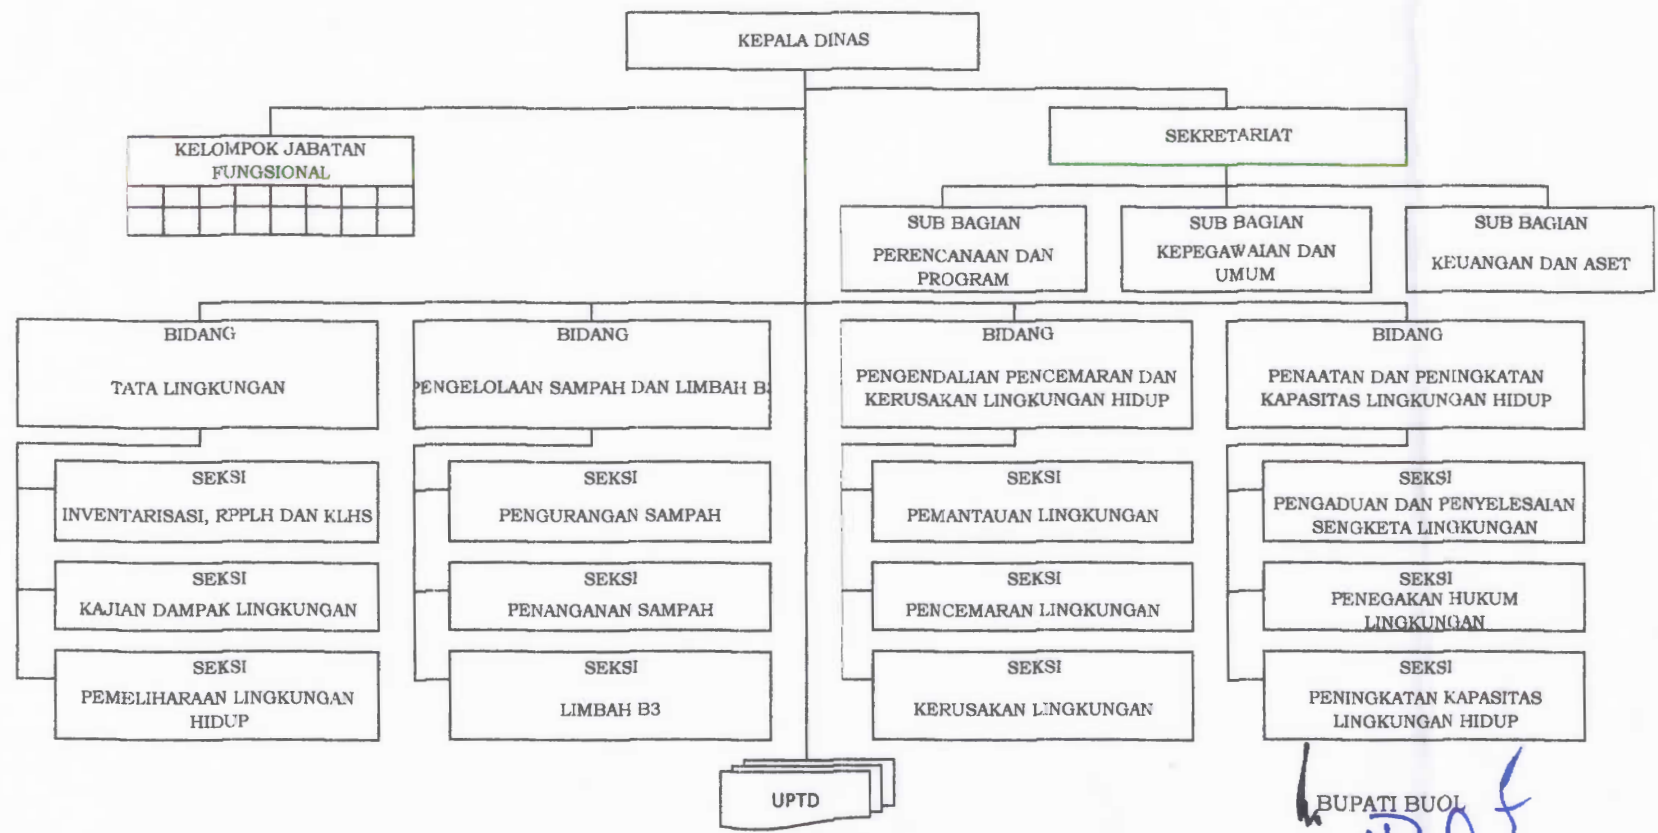 KEPALA DINAS
KELOMPOK JABATAN
FUNGSIONAL
SEKRETARIAT
SUB BAGIAN
PERENCANAAN DAN
PROGRAM
SUB BAGIAN
KEPEGAWAIAN DAN
UMUM
SUB BAGIAN
KEUANGAN DAN ASET
BIDANG
TATA LINGKUNGAN
SEKSI
INVENTARISASI, RPPLH DAN KLHS
SEKSI
KAJIAN DAMPAK LINGKUNGAN
SEKSI
PEMELIHARAAN LINGKUNGAN
HIDUP
BIDANG
PENGELOLAAN SAMPAH DAN LIMBAH B
SEKSI
PENGURANGAN SAMPAH
SEKSI
PENANGANAN SAMPAH
SEKSI
LIMBAH B3
BIDANG
PENGENDALIAN PENCEMARAN DAN
KERUSAKAN LINGKUNGAN HIDUP
SEKSI
PEMANTAUAN LINGKUNGAN
SEKSI
PENCEMARAN LINGKUNGAN
SEKSI
KERUSAKAN LINGKUNGAN
BIDANG
PENAATAN DAN PENINGKATAN
KAPASITAS LINGKUNGAN HIDUP
SEKSI
PENGADUAN DAN PENYELESAIAN
SENGKETA LINGKUNGAN
SEKSI
PENEGAKAN HUKUM
LINGKUNGAN
SEKSI
PENINGKATAN KAPASITAS
LINGKUNGAN HIDUP
UPTD
BUPATI BUOL